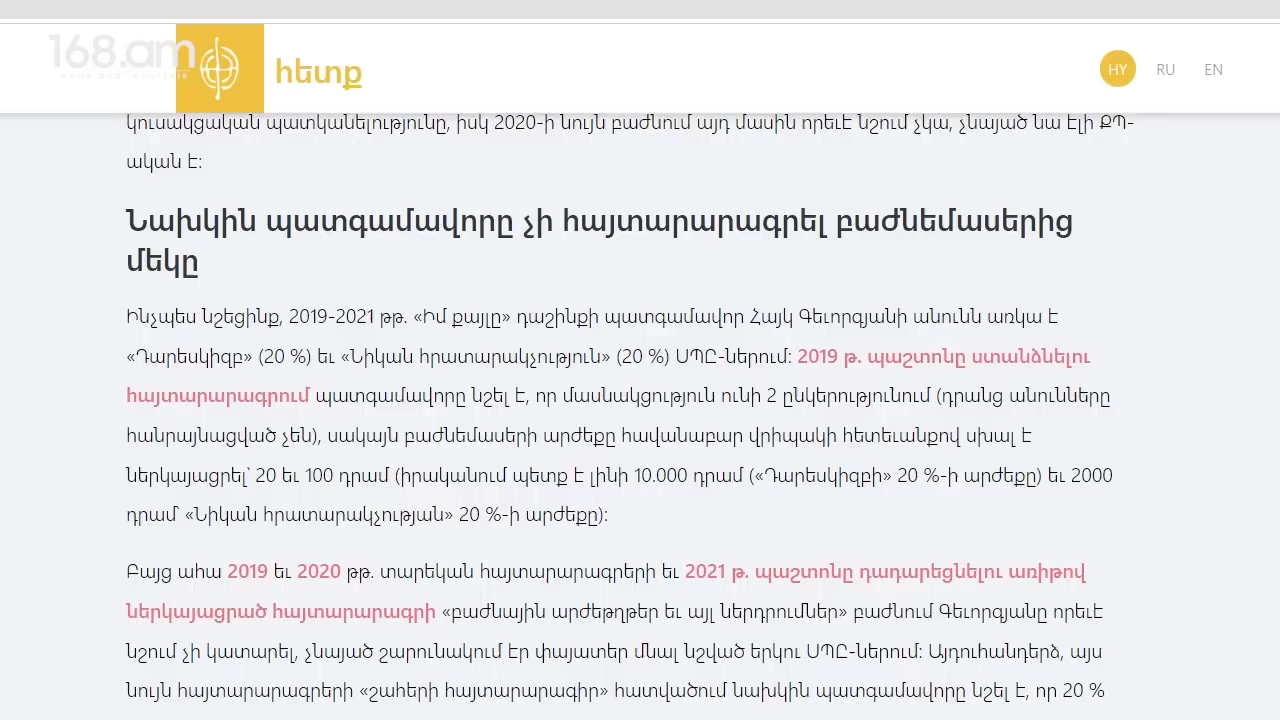 168.am
հետք
HY RU EN
կուսակցական պատկանելությունը, իսկ 2020-ի նույն բաժնում այդ մասին որեւէ նշում չկա, չնայած նա էլի ՔՊ-
ական է։
Նախկին պատգամավորը չի հայտարարագրել բաժնեմասերից
մեկը
Ինչպես նշեցինք, 2019-2021 թթ. «Իմ քայլը» դաշինքի պատգամավոր Հայկ Գեւորգյանի անունն առկա է
«Դարեսկիզբ» (20 %) եւ «Նիկան հրատարակչություն» (20 %) ՍՊԸ-ներում։ 2019 թ. պաշտոնը ստանձնելու
հայտարարագրում պատգամավորը նշել է, որ մասնակցություն ունի 2 ընկերությունում (դրանց անունները
հանրայնացված չեն), սակայն բաժնեմասերի արժեքը հավանաբար վրիպակի հետեւանքով սխալ է
ներկայացրել՝ 20 եւ 100 դրամ (իրականում պետք է լինի 10.000 դրամ («Դարեսկիզբի» 20 %-ի արժեքը) եւ 2000
դրամ՝ «Նիկան հրատարակչության» 20 %-ի արժեքը)։
Բայց ահա 2019 եւ 2020 թթ. տարեկան հայտարարագրերի եւ 2021 թ. պաշտոնը դադարեցնելու առիթով
ներկայացրած հայտարարագրի «բաժնային արժեթղթեր եւ այլ ներդրումներ» բաժնում Գեւորգյանը որեւէ
նշում չի կատարել, չնայած շարունակում էր փայատեր մնալ նշված երկու ՍՊԸ-ներում։ Այդուհանդերձ, այս
նույն հայտարարագրերի «շահերի հայտարարագիր» հատվածում նախկին պատգամավորը նշել է, որ 20 %